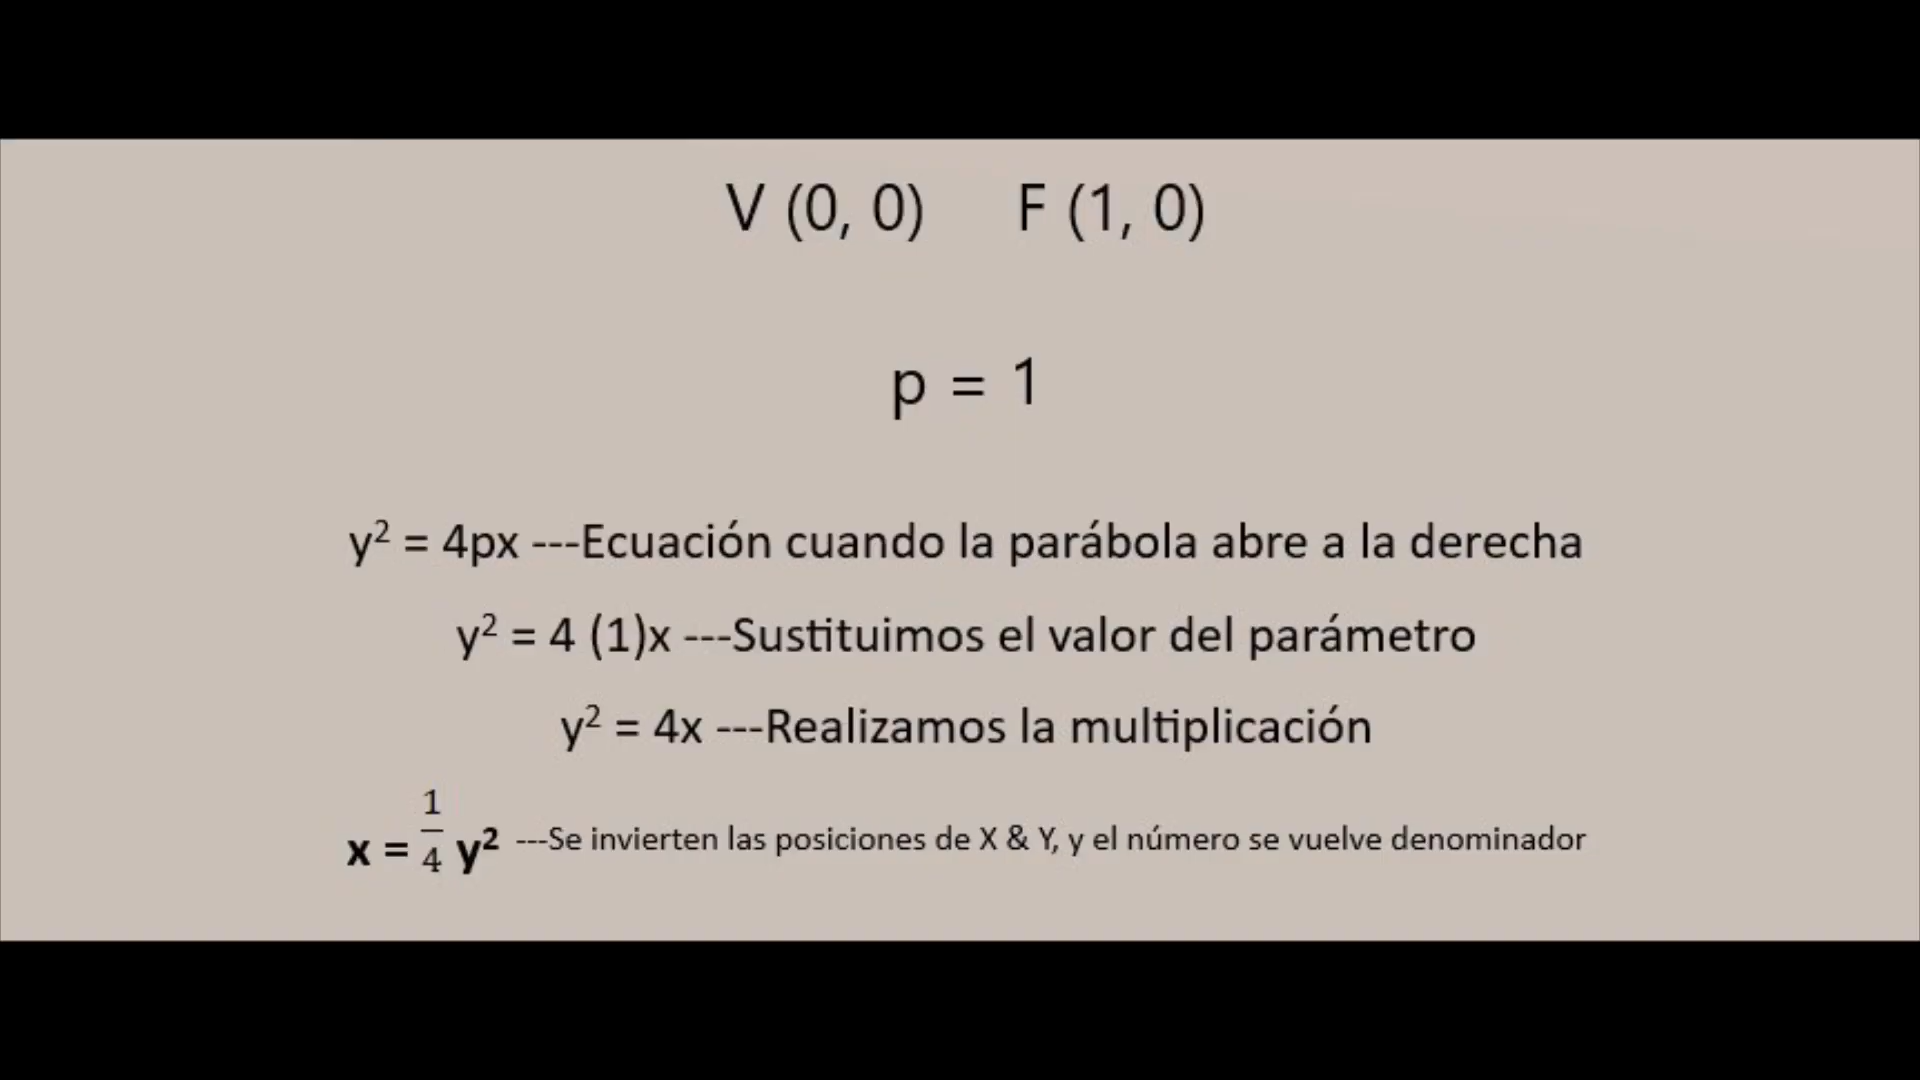 V (0, 0) F (1, 0)
p = 1
y² = 4px ---Ecuación cuando la parábola abre a la derecha
y² = 4 (1)x ---Sustituimos el valor del parámetro
y² = 4x ---Realizamos la multiplicación
x = 1/4 y² ---Se invierten las posiciones de X & Y, y el número se vuelve denominador